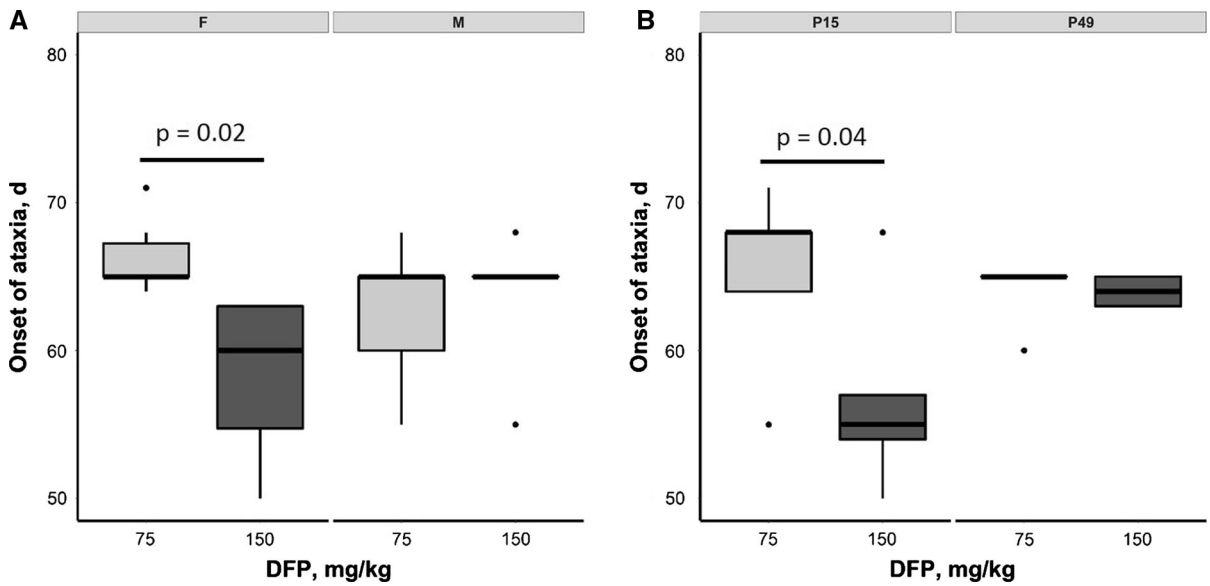 A
F
M
80
70
60
50
p = 0.02
Onset of ataxia, d
75
150
75
150
DFP, mg/kg
B
P15
P49
80
70
60
50
p = 0.04
Onset of ataxia, d
75
150
75
150
DFP, mg/kg